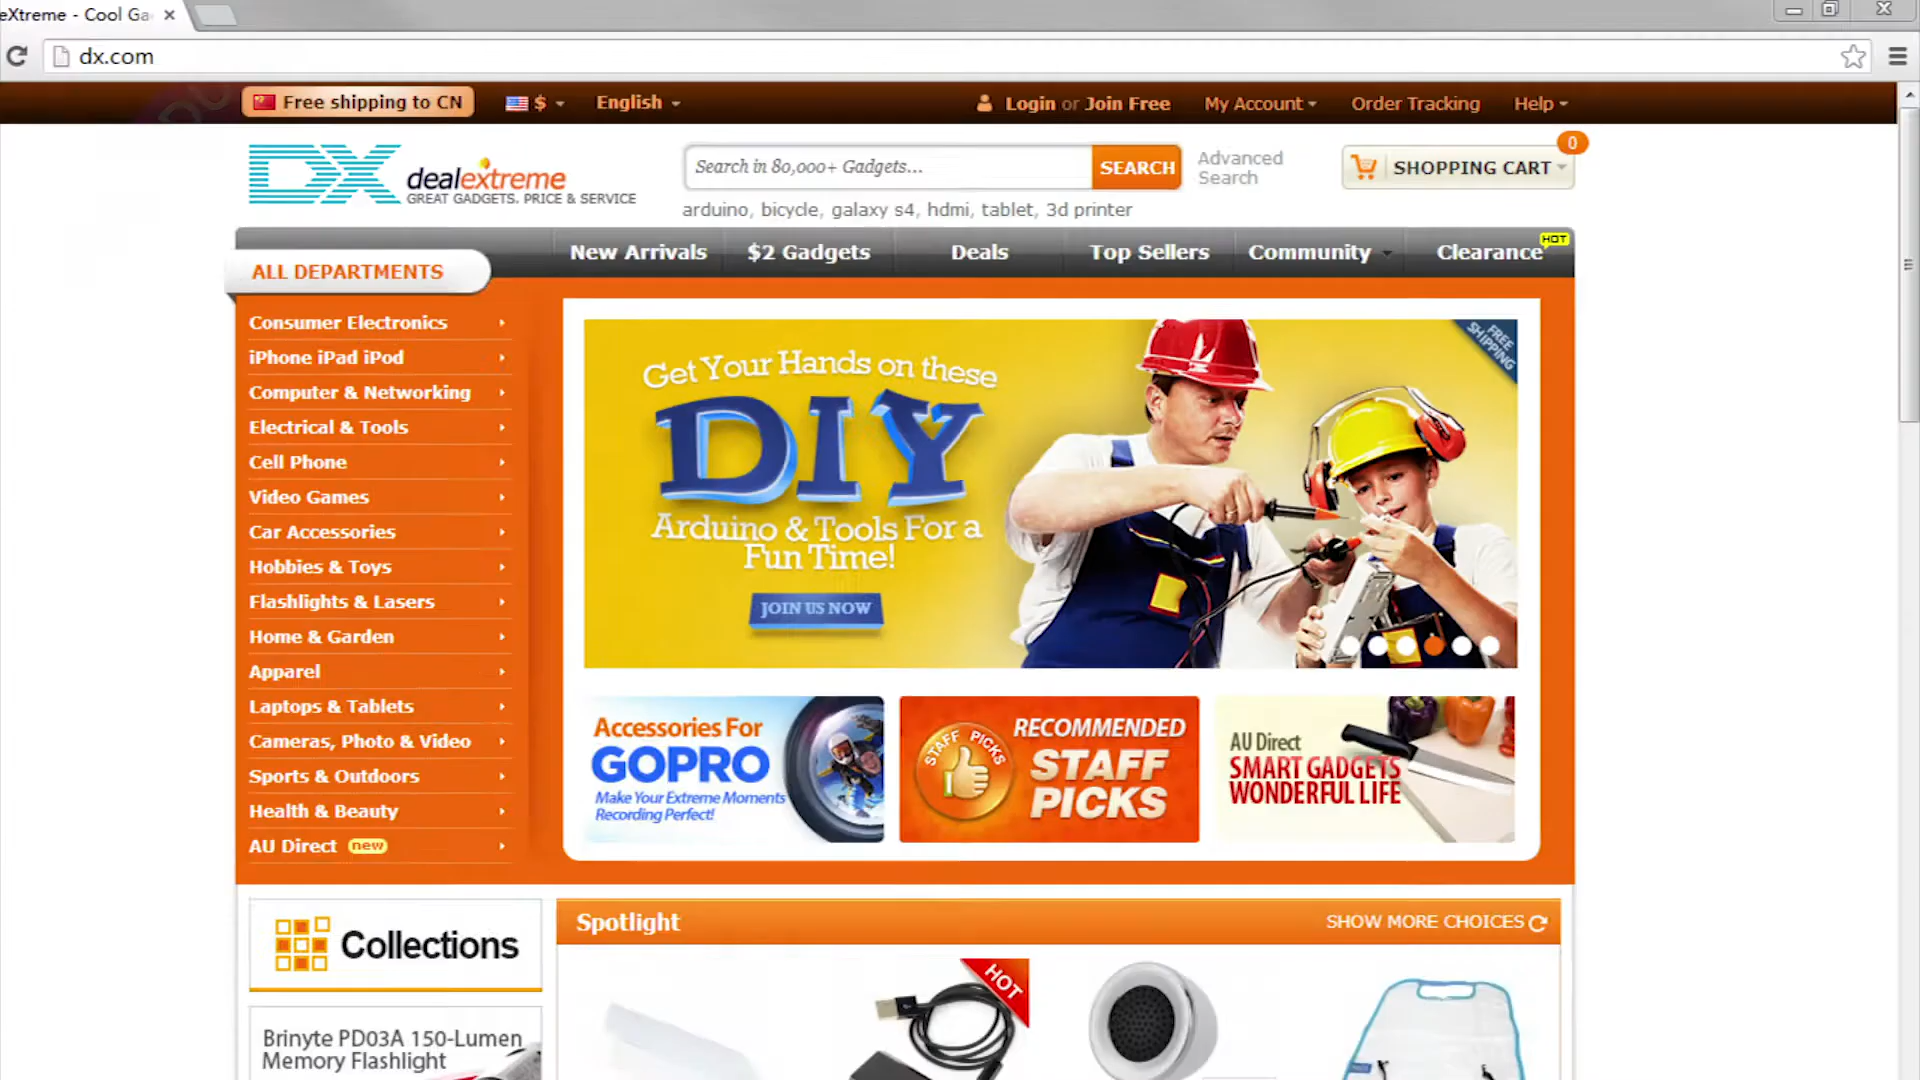 eXtreme - Cool Ga
dx.com
Free shipping to CN
$
English
Login or Join Free
My Account
Order Tracking
Help
DX dealextreme
GREAT GADGETS. PRICE & SERVICE
Search in 80,000+ Gadgets...
SEARCH
Advanced
Search
0
SHOPPING CART
arduino, bicycle, galaxy s4, hdmi, tablet, 3d printer
New Arrivals
$2 Gadgets
Deals
Top Sellers
Community
Clearance
HOT
ALL DEPARTMENTS
Consumer Electronics
iPhone iPad iPod
Computer & Networking
Electrical & Tools
Cell Phone
Video Games
Car Accessories
Hobbies & Toys
Flashlights & Lasers
Home & Garden
Apparel
Laptops & Tablets
Cameras, Photo & Video
Sports & Outdoors
Health & Beauty
AU Direct new
Get Your Hands on these
DIY
Arduino & Tools For a
Fun Time!
JOIN US NOW
FREE
SHIPPING
Accessories For
GOPRO
Make Your Extreme Moments
Recording Perfect!
STAFF PICKS
RECOMMENDED
STAFF
PICKS
AU Direct
SMART GADGETS
WONDERFUL LIFE
Collections
Spotlight
SHOW MORE CHOICES
HOT
Brinyte PD03A 150-Lumen
Memory Flashlight